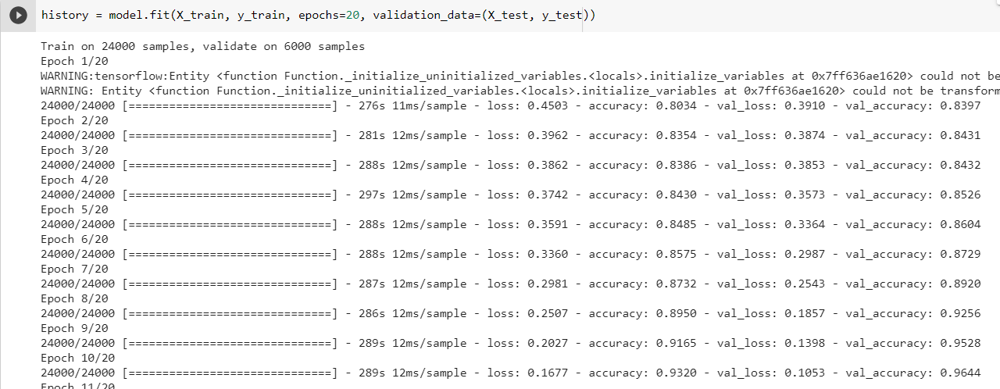 history = model.fit(X_train, y_train, epochs=20, validation_data=(X_test, y_test))
Train on 24000 samples, validate on 6000 samples
Epoch 1/20
WARNING:tensorflow:Entity <function Function._initialize_uninitialized_variables.<locals>.initialize_variables at 0x7ff636ae1620> could not be
WARNING: Entity <function Function._initialize_uninitialized_variables.<locals>.initialize_variables at 0x7ff636ae1620> could not be transform
24000/24000 [==============================] - 276s 11ms/sample - loss: 0.4503 - accuracy: 0.8034 - val_loss: 0.3910 - val_accuracy: 0.8397
Epoch 2/20
24000/24000 [==============================] - 281s 12ms/sample - loss: 0.3962 - accuracy: 0.8354 - val_loss: 0.3874 - val_accuracy: 0.8431
Epoch 3/20
24000/24000 [==============================] - 288s 12ms/sample - loss: 0.3862 - accuracy: 0.8386 - val_loss: 0.3853 - val_accuracy: 0.8432
Epoch 4/20
24000/24000 [==============================] - 297s 12ms/sample - loss: 0.3742 - accuracy: 0.8430 - val_loss: 0.3573 - val_accuracy: 0.8526
Epoch 5/20
24000/24000 [==============================] - 288s 12ms/sample - loss: 0.3591 - accuracy: 0.8485 - val_loss: 0.3364 - val_accuracy: 0.8604
Epoch 6/20
24000/24000 [==============================] - 288s 12ms/sample - loss: 0.3360 - accuracy: 0.8575 - val_loss: 0.2987 - val_accuracy: 0.8729
Epoch 7/20
24000/24000 [==============================] - 287s 12ms/sample - loss: 0.2981 - accuracy: 0.8732 - val_loss: 0.2543 - val_accuracy: 0.8920
Epoch 8/20
24000/24000 [==============================] - 286s 12ms/sample - loss: 0.2507 - accuracy: 0.8950 - val_loss: 0.1857 - val_accuracy: 0.9256
Epoch 9/20
24000/24000 [==============================] - 289s 12ms/sample - loss: 0.2027 - accuracy: 0.9165 - val_loss: 0.1398 - val_accuracy: 0.9528
Epoch 10/20
24000/24000 [==============================] - 289s 12ms/sample - loss: 0.1677 - accuracy: 0.9320 - val_loss: 0.1053 - val_accuracy: 0.9644
Epoch 11/20